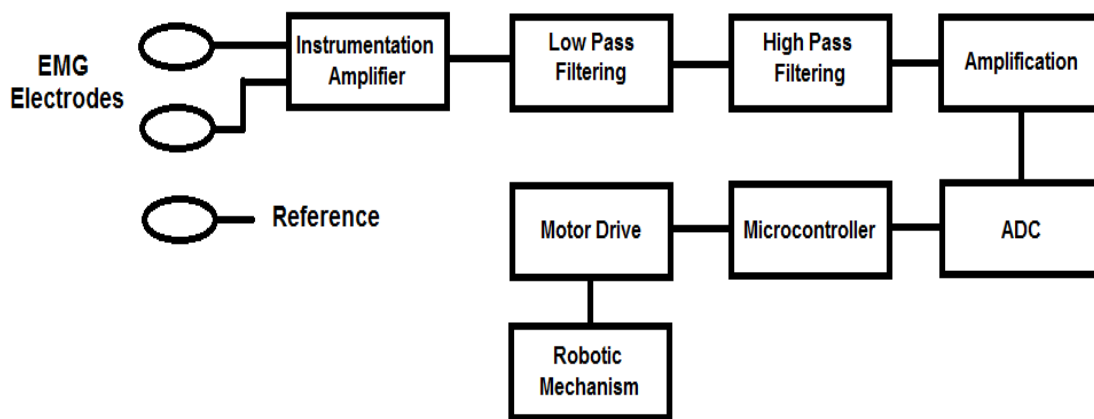 EMG
Electrodes
Instrumentation
Amplifier
Low Pass
Filtering
High Pass
Filtering
Amplification
Reference
Motor Drive
Microcontroller
ADC
Robotic
Mechanism